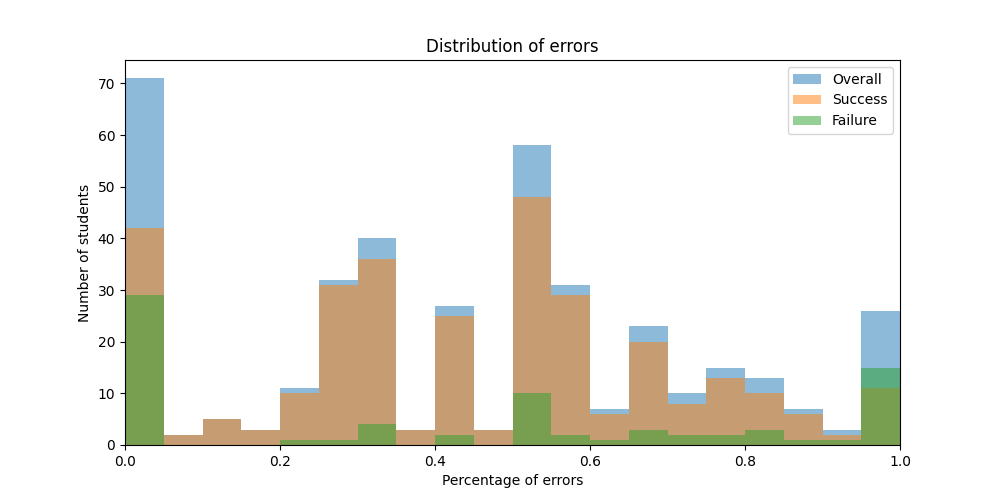 Distribution of errors
Overall
Success
Failure
Number of students
70
60
50
40
30
20
10
0
0.0 0.2 0.4 0.6 0.8 1.0
Percentage of errors